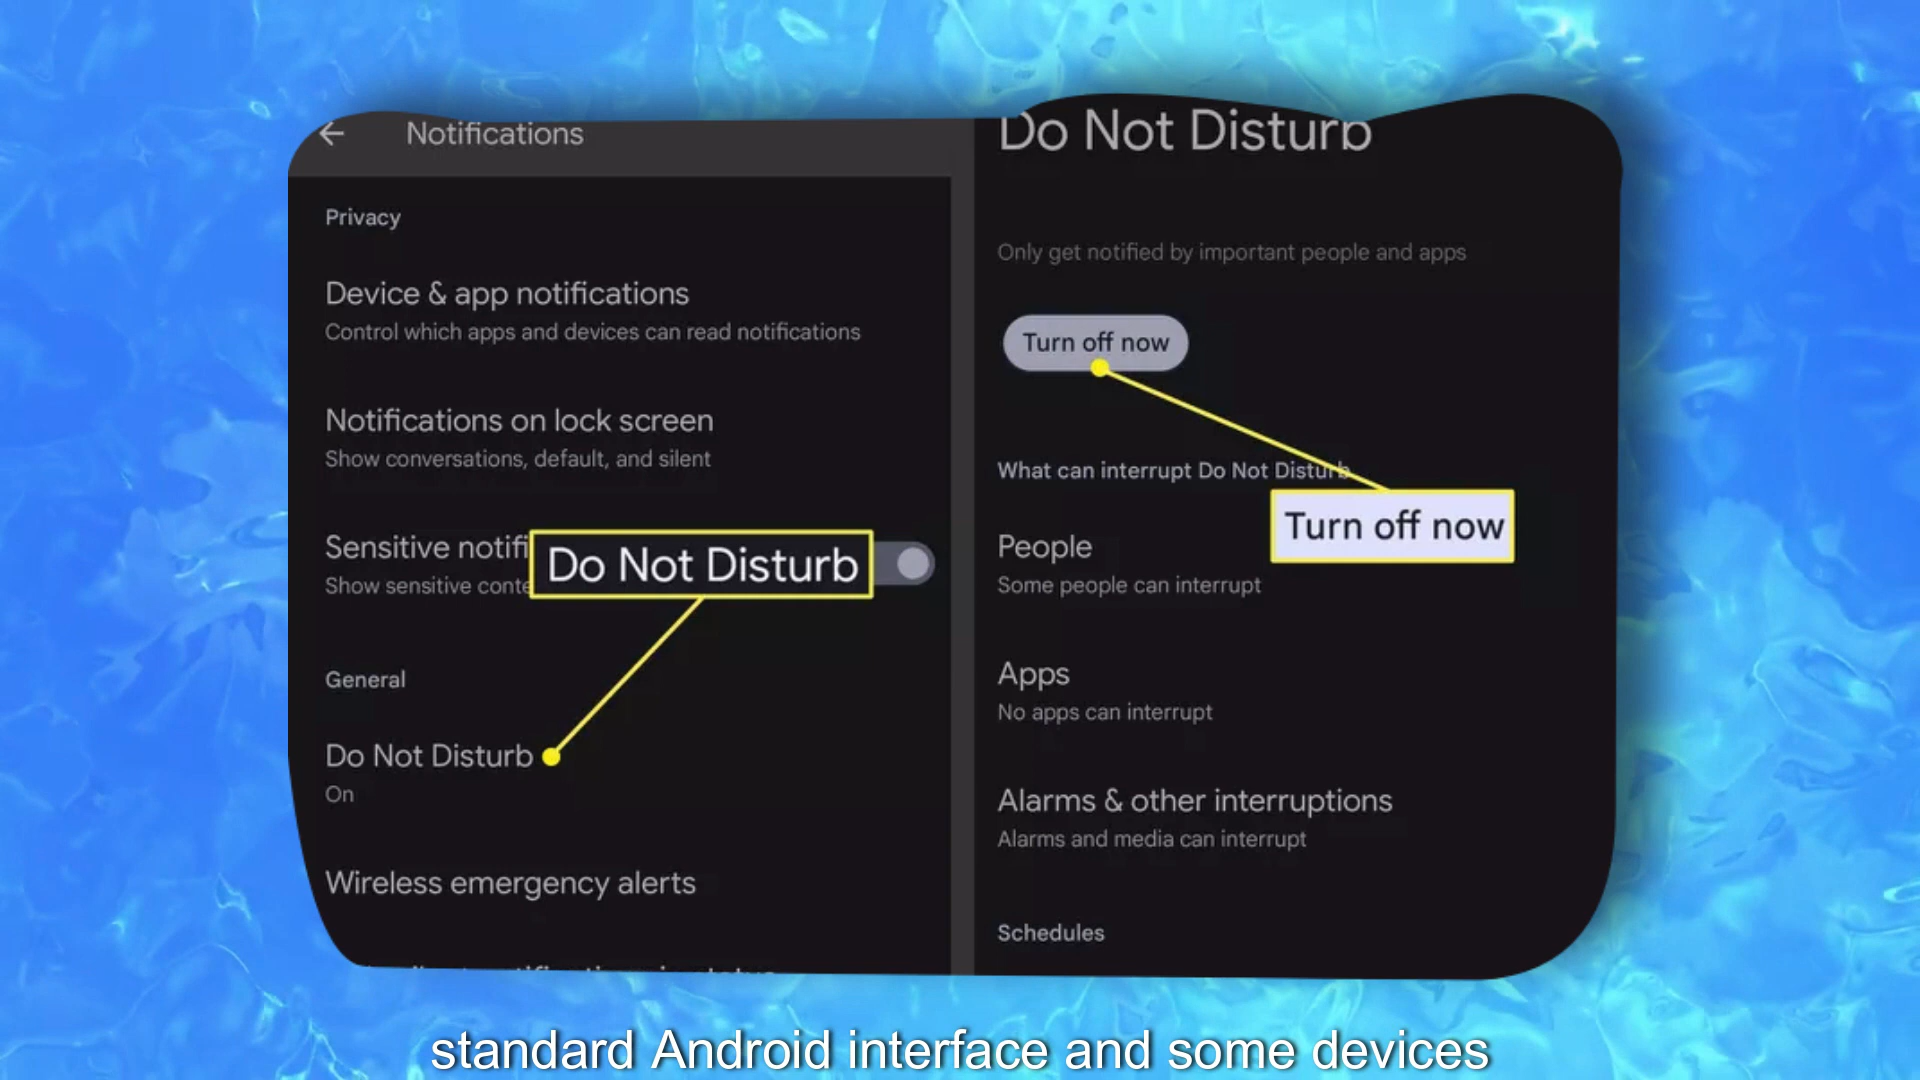 Notifications
Privacy
Device & app notifications
Control which apps and devices can read notifications
Notifications on lock screen
Show conversations, default, and silent
Sensitive
Show sensitive
Do Not Disturb
General
Do Not Disturb
On
Wireless emergency alerts
Do Not Disturb
Only get notified by important people and apps
Turn off now
What can interrupt Do Not Disturb
Turn off now
People
Some people can interrupt
Apps
No apps can interrupt
Alarms & other interruptions
Alarms and media can interrupt
Schedules
standard Android interface and some devices